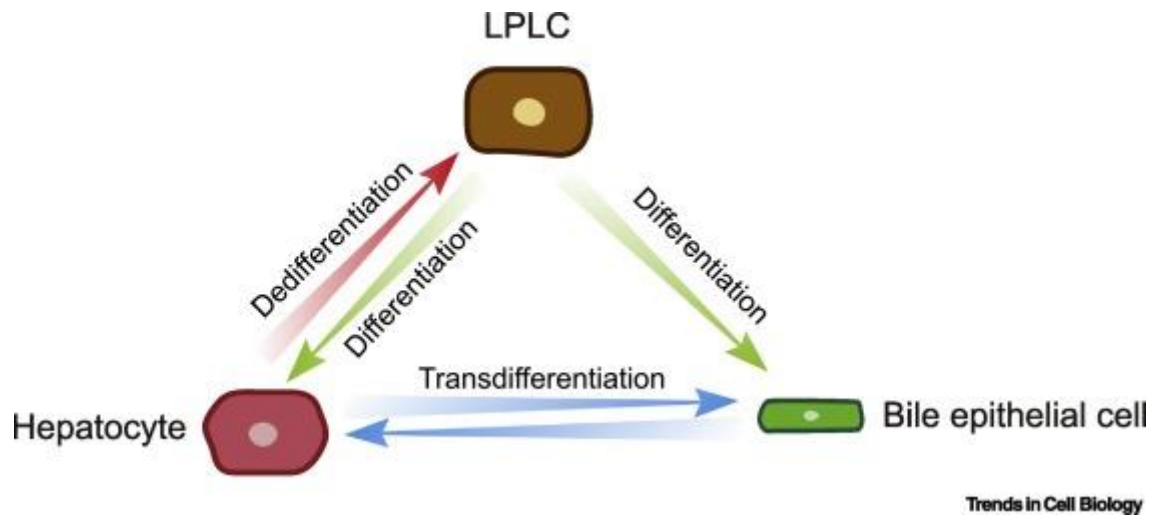 LPLC
Dedifferentiation
Differentiation
Differentiation
Transdifferentiation
Hepatocyte
Bile epithelial cell
Trends in Cell Biology